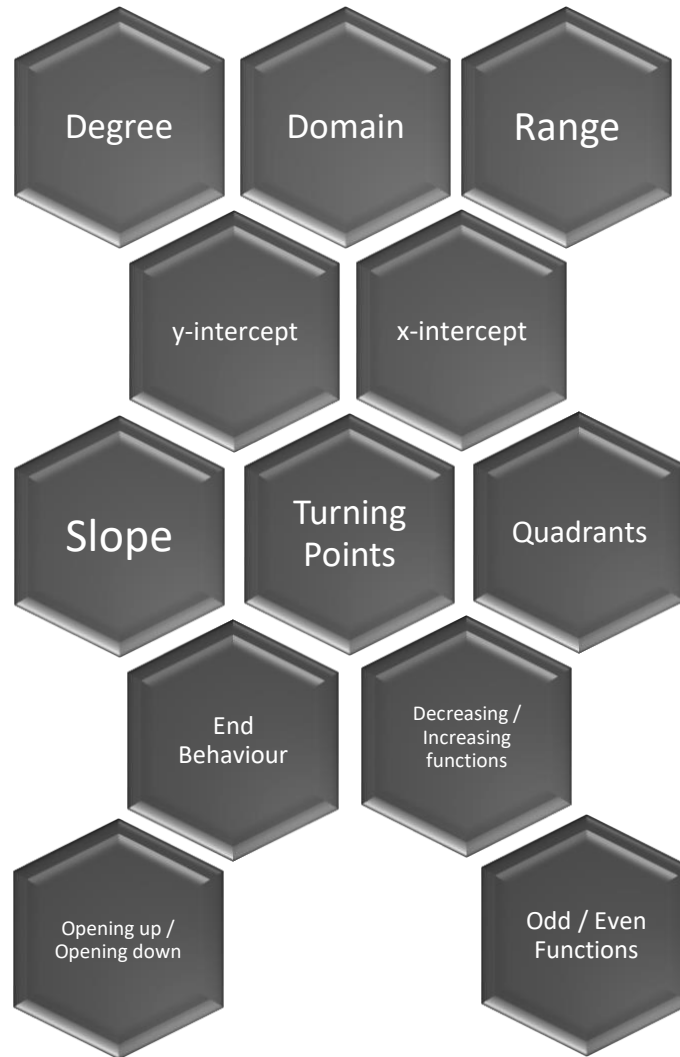 Degree
Domain
Range
y-intercept
x-intercept
Slope
Turning
Points
Quadrants
End
Behaviour
Decreasing /
Increasing
functions
Opening up /
Opening down
Odd / Even
Functions